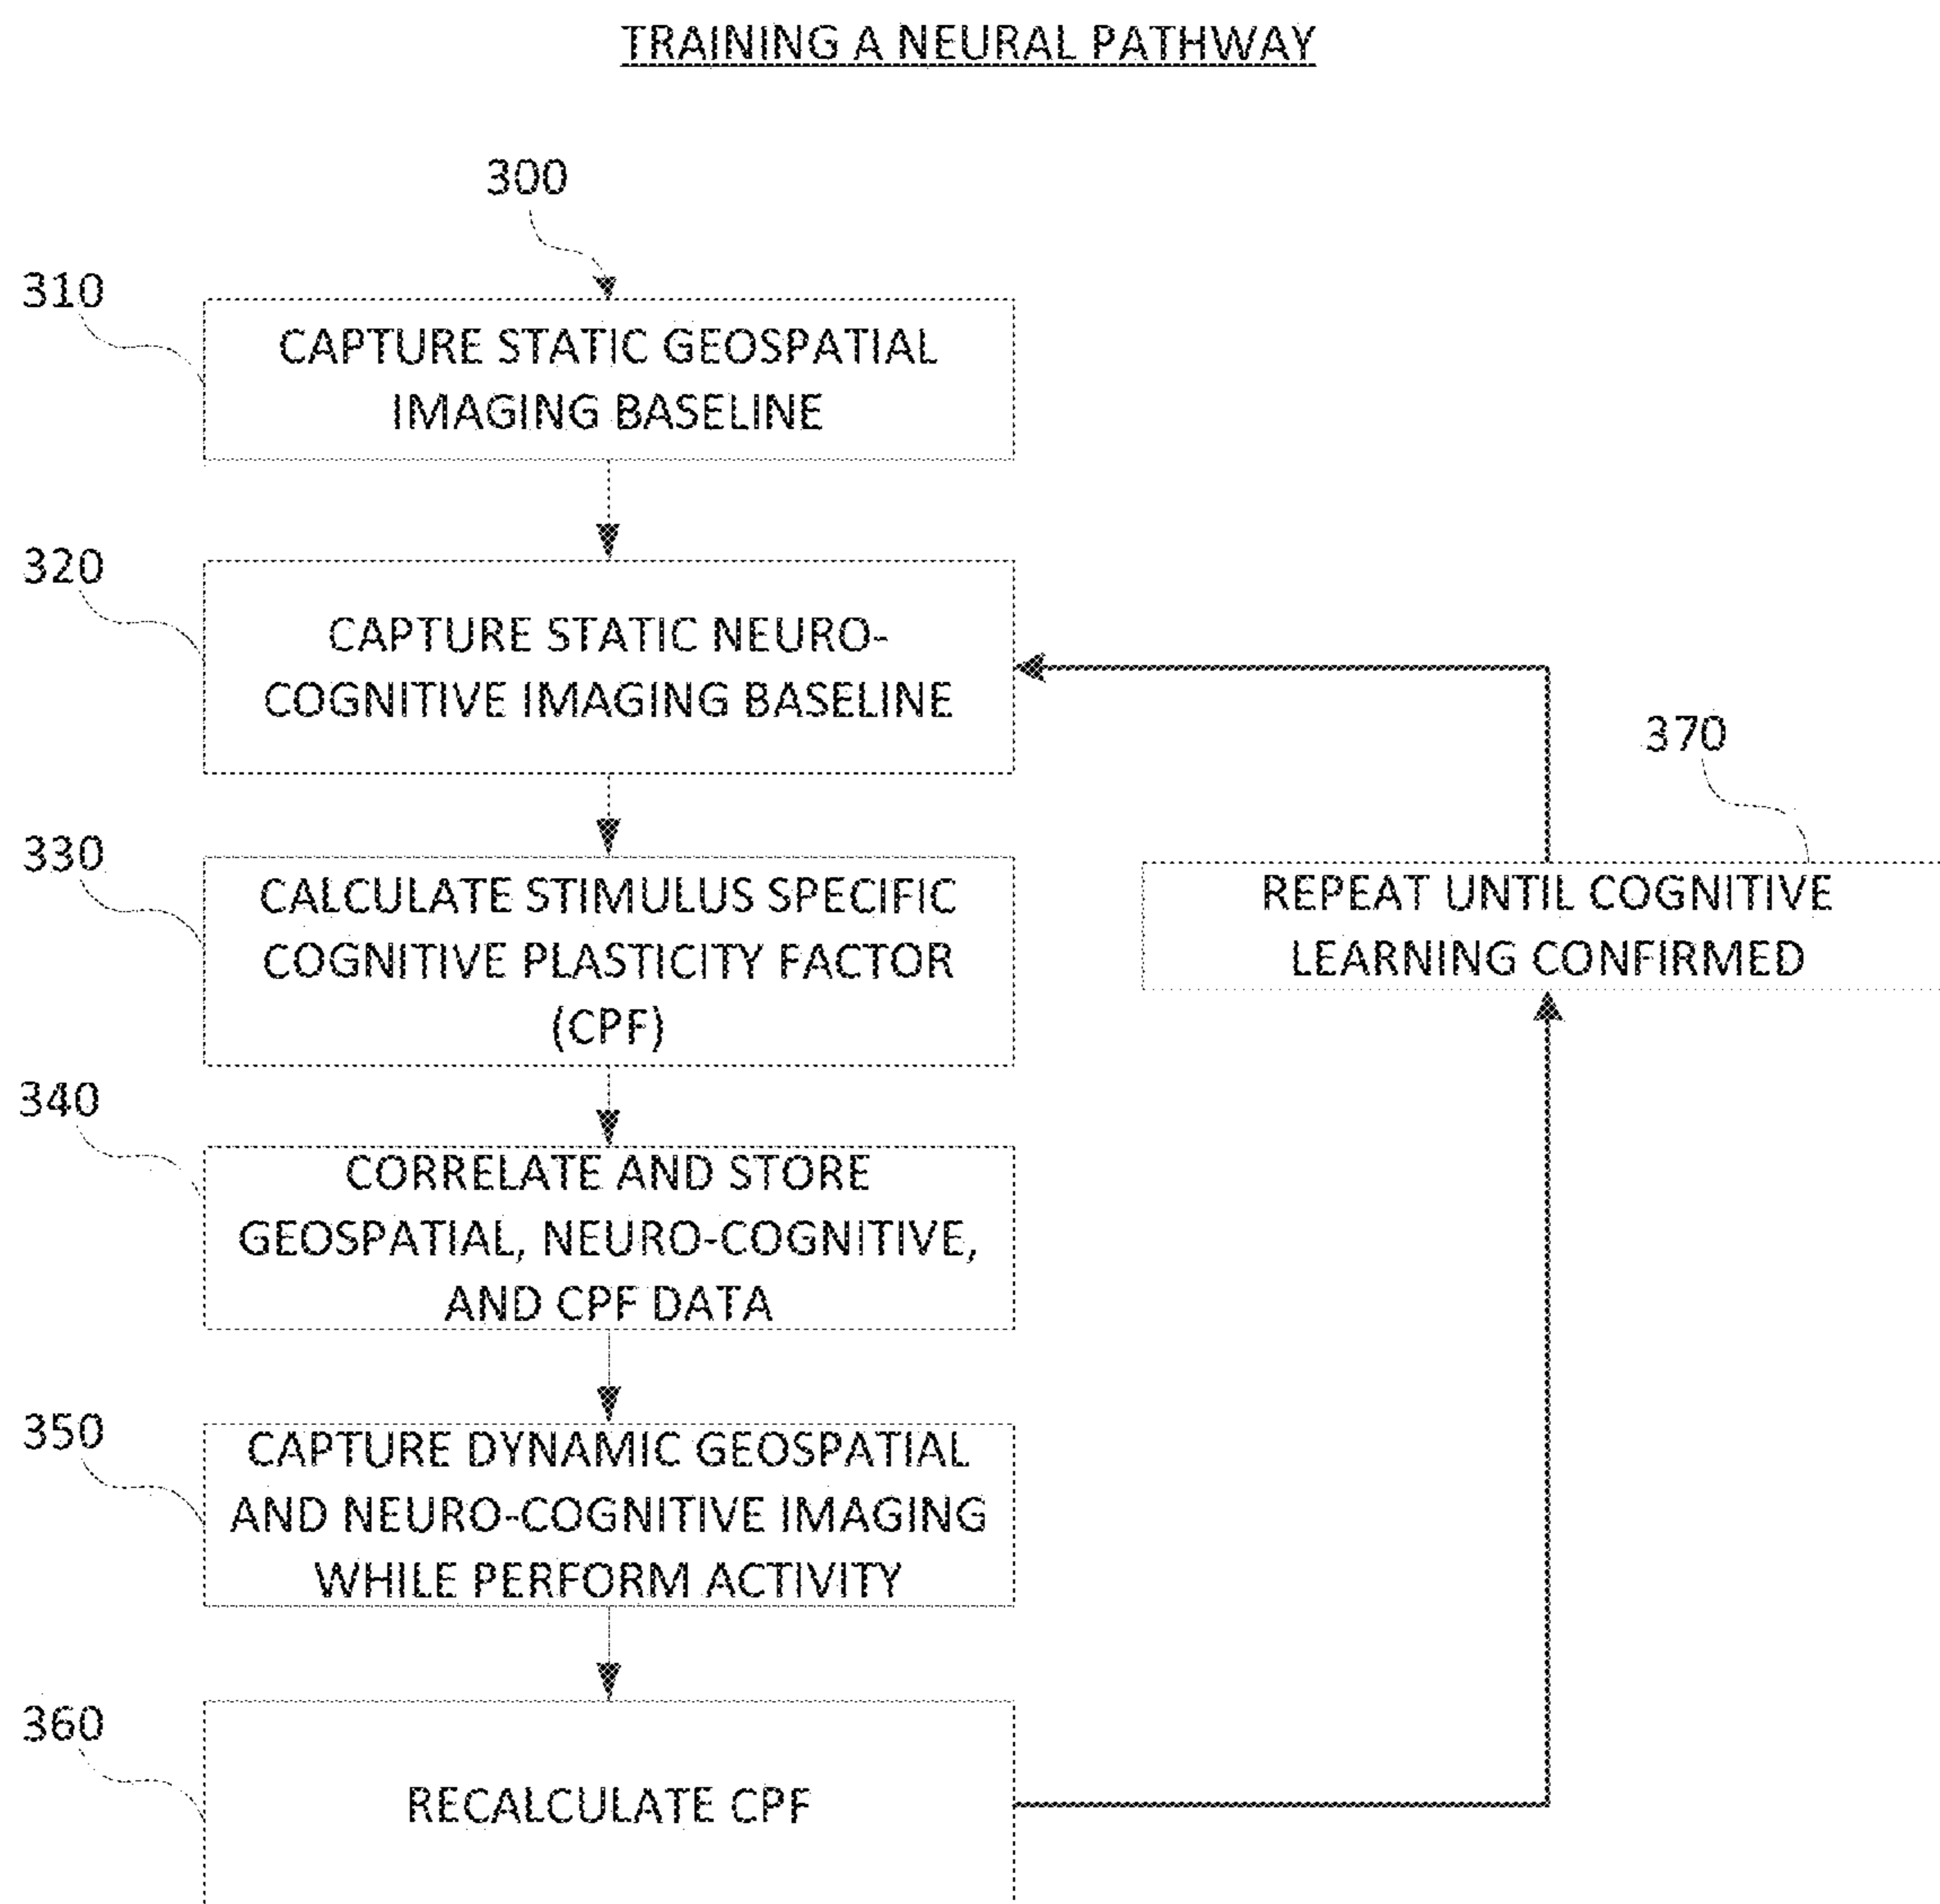 TRAINING A NEURAL PATHWAY
300
310
CAPTURE STATIC GEOSPATIAL
IMAGING BASELINE
320
CAPTURE STATIC NEURO-
COGNITIVE IMAGING BASELINE
330
CALCULATE STIMULUS SPECIFIC
COGNITIVE PLASTICITY FACTOR
(CPF)
340
CORRELATE AND STORE
GEOSPATIAL, NEURO-COGNITIVE,
AND CPF DATA
350
CAPTURE DYNAMIC GEOSPATIAL
AND NEURO-COGNITIVE IMAGING
WHILE PERFORM ACTIVITY
360
RECALCULATE CPF
370
REPEAT UNTIL COGNITIVE
LEARNING CONFIRMED